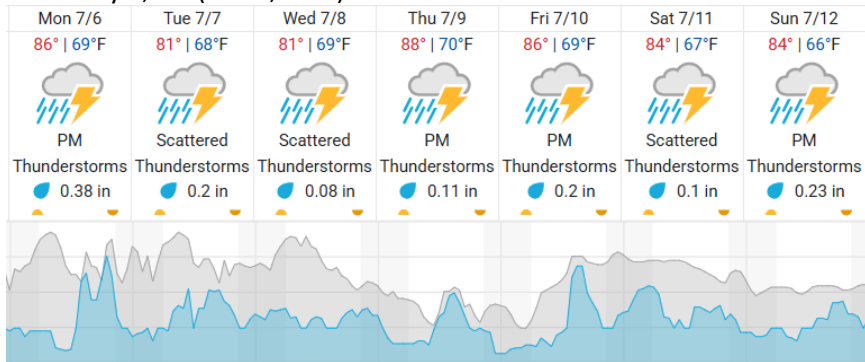 Mon 7/6 Tue 7/7 Wed 7/8 Thu 7/9 Fri 7/10 Sat 7/11 Sun 7/12
86° | 69°F 81° | 68°F 81° | 69°F 88° | 70°F 86° | 69°F 84° | 67°F 84° | 66°F
PM Scattered Scattered PM PM Scattered PM
Thunderstorms Thunderstorms Thunderstorms Thunderstorms Thunderstorms Thunderstorms Thunderstorms
0.38 in 0.2 in 0.08 in 0.11 in 0.2 in 0.1 in 0.23 in